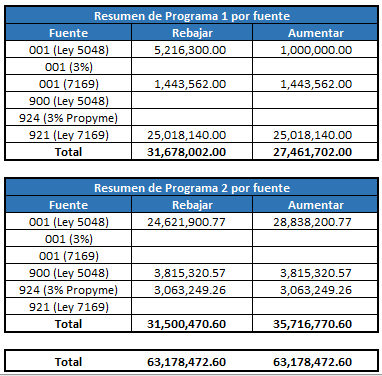 Resumen de Programa 1 por fuente
Fuente Rebajar Aumentar
001 (Ley 5048) 5,216,300.00 1,000,000.00
001 (3%)
001 (7169) 1,443,562.00 1,443,562.00
900 (Ley 5048)
924 (3% Propyme)
921 (Ley 7169) 25,018,140.00 25,018,140.00
Total 31,678,002.00 27,461,702.00
Resumen de Programa 2 por fuente
Fuente Rebajar Aumentar
001 (Ley 5048) 24,621,900.77 28,838,200.77
001 (3%)
001 (7169)
900 (Ley 5048) 3,815,320.57 3,815,320.57
924 (3% Propyme) 3,063,249.26 3,063,249.26
921 (Ley 7169)
Total 31,500,470.60 35,716,770.60
Total 63,178,472.60 63,178,472.60